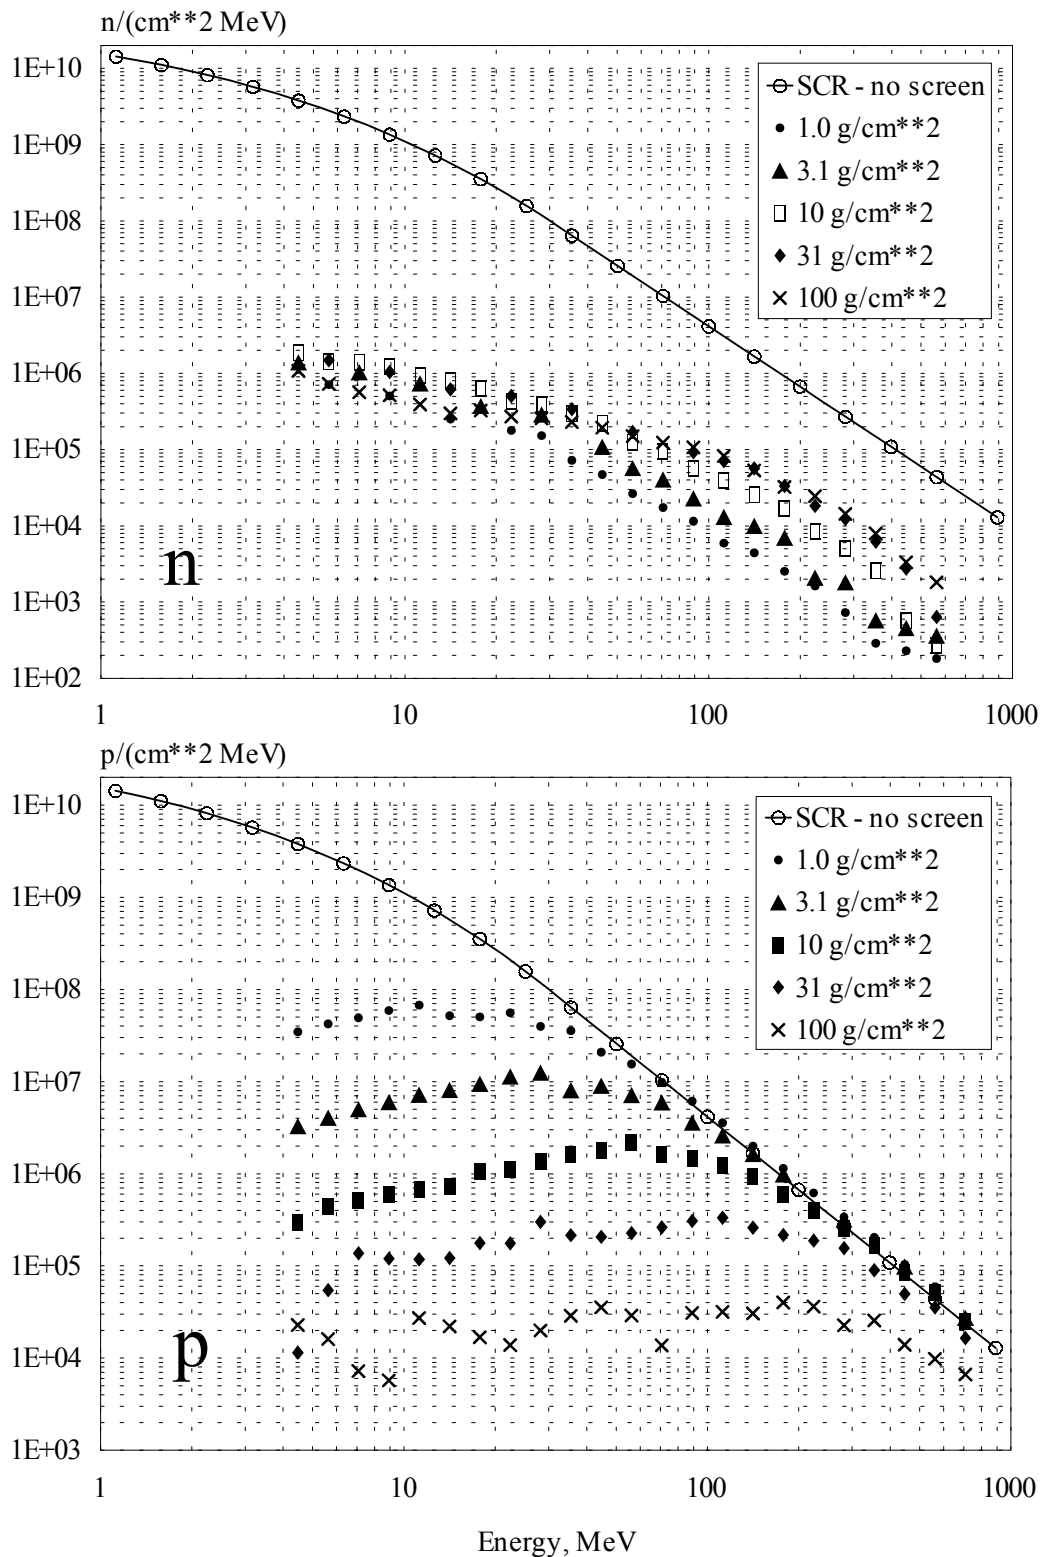 n/(cm**2 MeV)
1E+10
1E+09
1E+08
1E+07
1E+06
1E+05
1E+04
1E+03
1E+02
SCR - no screen
1.0 g/cm**2
3.1 g/cm**2
10 g/cm**2
31 g/cm**2
100 g/cm**2
n
1 10 100 1000
p/(cm**2 MeV)
1E+10
1E+09
1E+08
1E+07
1E+06
1E+05
1E+04
1E+03
SCR - no screen
1.0 g/cm**2
3.1 g/cm**2
10 g/cm**2
31 g/cm**2
100 g/cm**2
p
1 10 100 1000
Energy, MeV